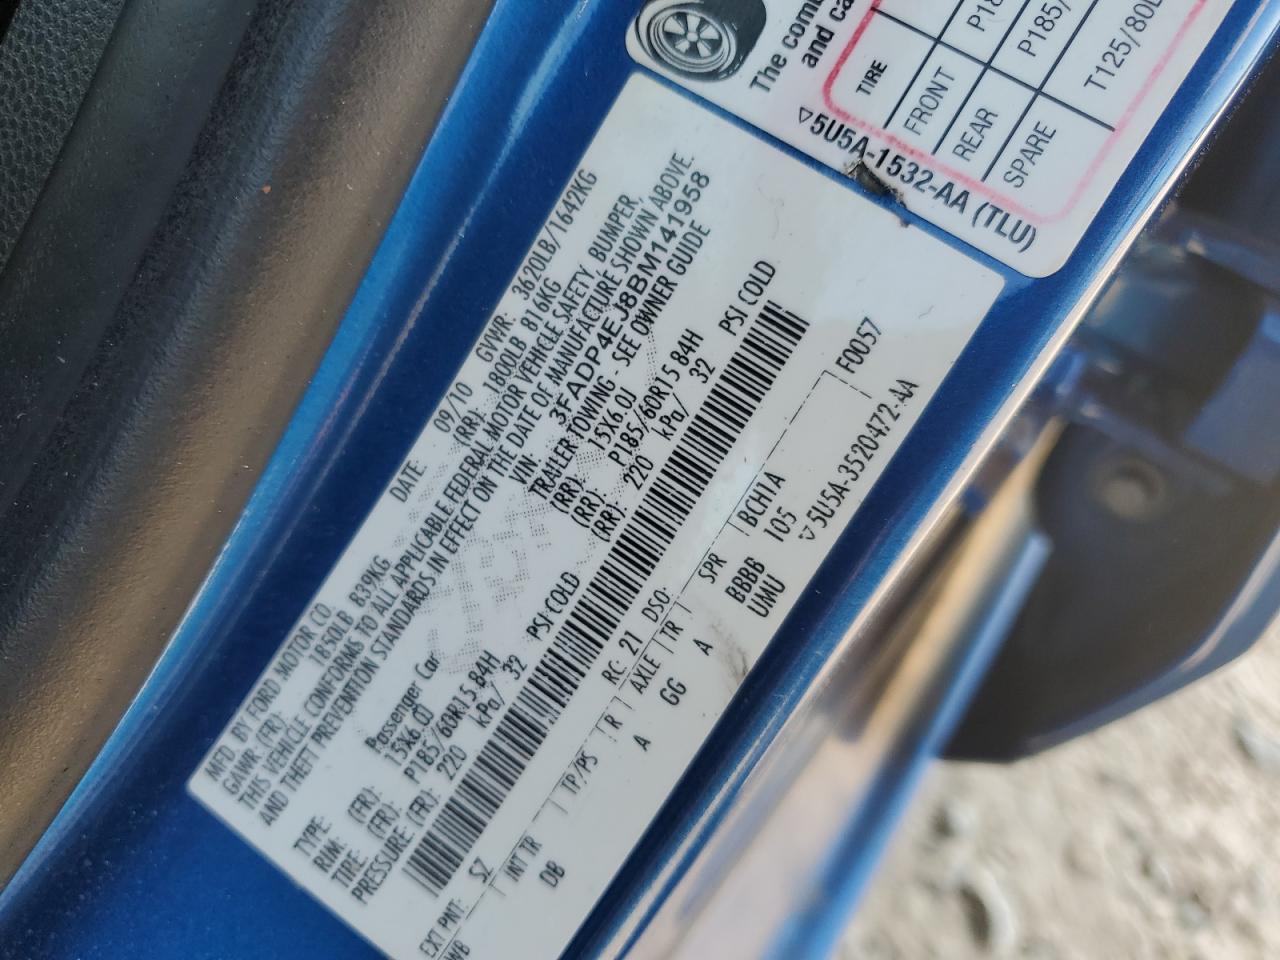 The
and
TIRE
FRONT
REAR P185/
SPARE T125/80
▽5U5A-1532-AA (TLU)
MFD. BY FORD MOTOR CO.
DATE: 09/10 GVWR: 3620LB/1642KG
GAWR: (FR): 1850LB 839KG (RR): 1800LB 816KG
THIS VEHICLE CONFORMS TO ALL APPLICABLE FEDERAL MOTOR VEHICLE SAFETY, BUMPER,
AND THEFT PREVENTION STANDARDS IN EFFECT ON THE DATE OF MANUFACTURE SHOWN ABOVE.
VIN: 3FADP4EJ8BM141958
TYPE: Passenger Car TRAILER TOWING - SEE OWNER GUIDE
RIM: (FR): 15X6.0J (RR): 15X6.0J
TIRE: (FR): P185/60R15 84H (RR): P185/60R15 84H
PRESSURE: (FR): 220 kPa/ 32 PSI COLD (RR): 220 kPa/ 32 PSI COLD
EXT PNT: SZ RC: 21 DSO: F0057
WB INT TR TP/PS R AXLE TR SPR BCH1A
DB A GG A BBBB 105
UMU ▽5U5A-3520472-AA